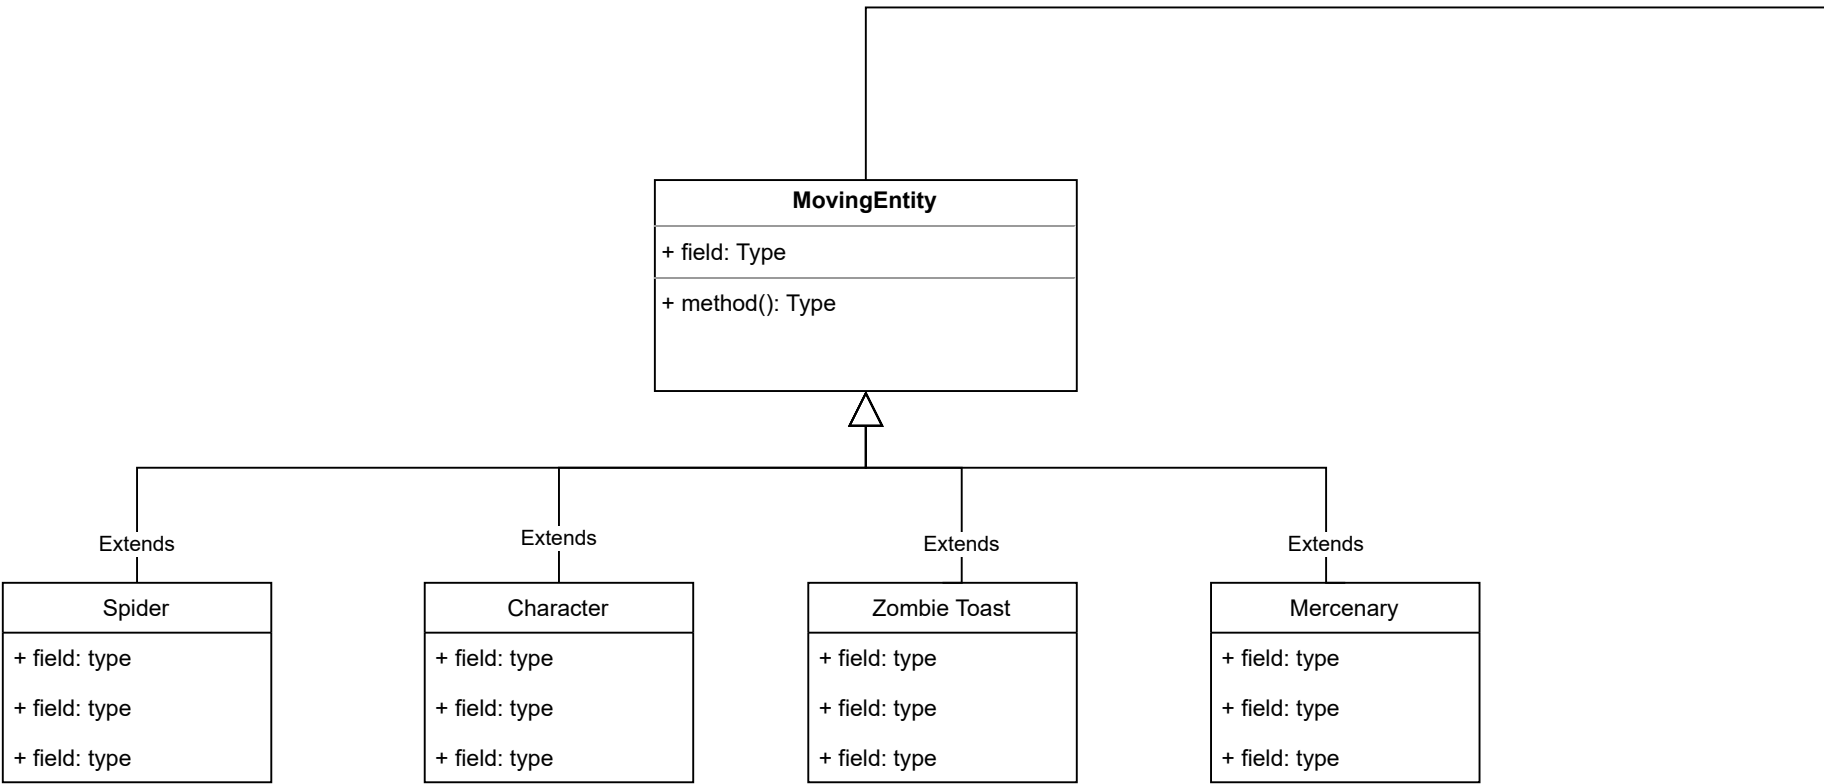 MovingEntity
+ field: Type
+ method(): Type
Extends
Extends
Extends
Extends
Spider
+ field: type
+ field: type
+ field: type
Character
+ field: type
+ field: type
+ field: type
Zombie Toast
+ field: type
+ field: type
+ field: type
Mercenary
+ field: type
+ field: type
+ field: type